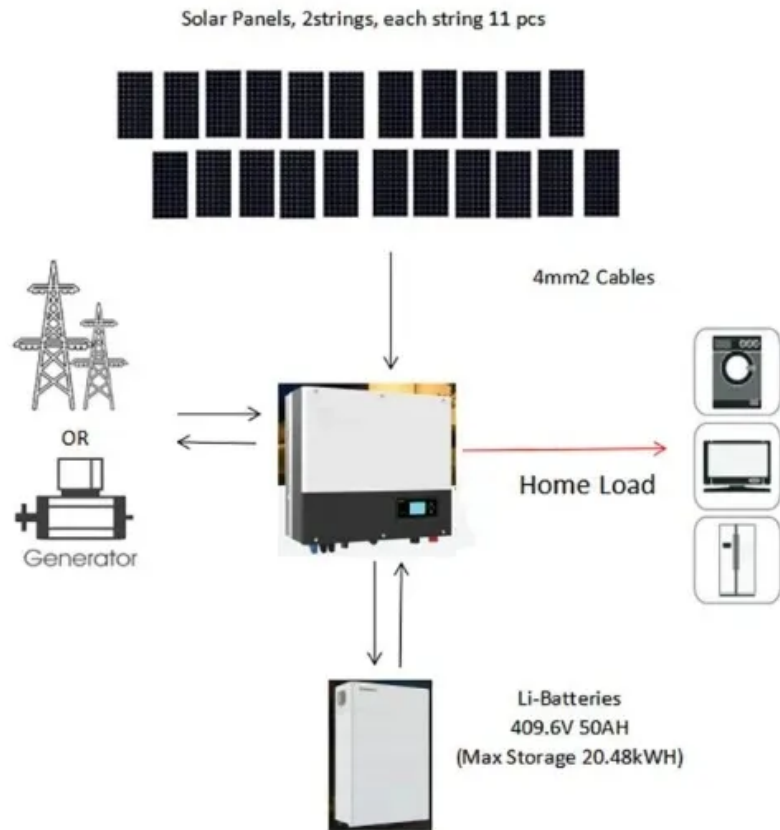 Solar Panels, 2strings, each string 11 pcs
4mm2 Cables
OR
Generator
Home Load
Li-Batteries
409.6V 50AH
(Max Storage 20.48kWH)